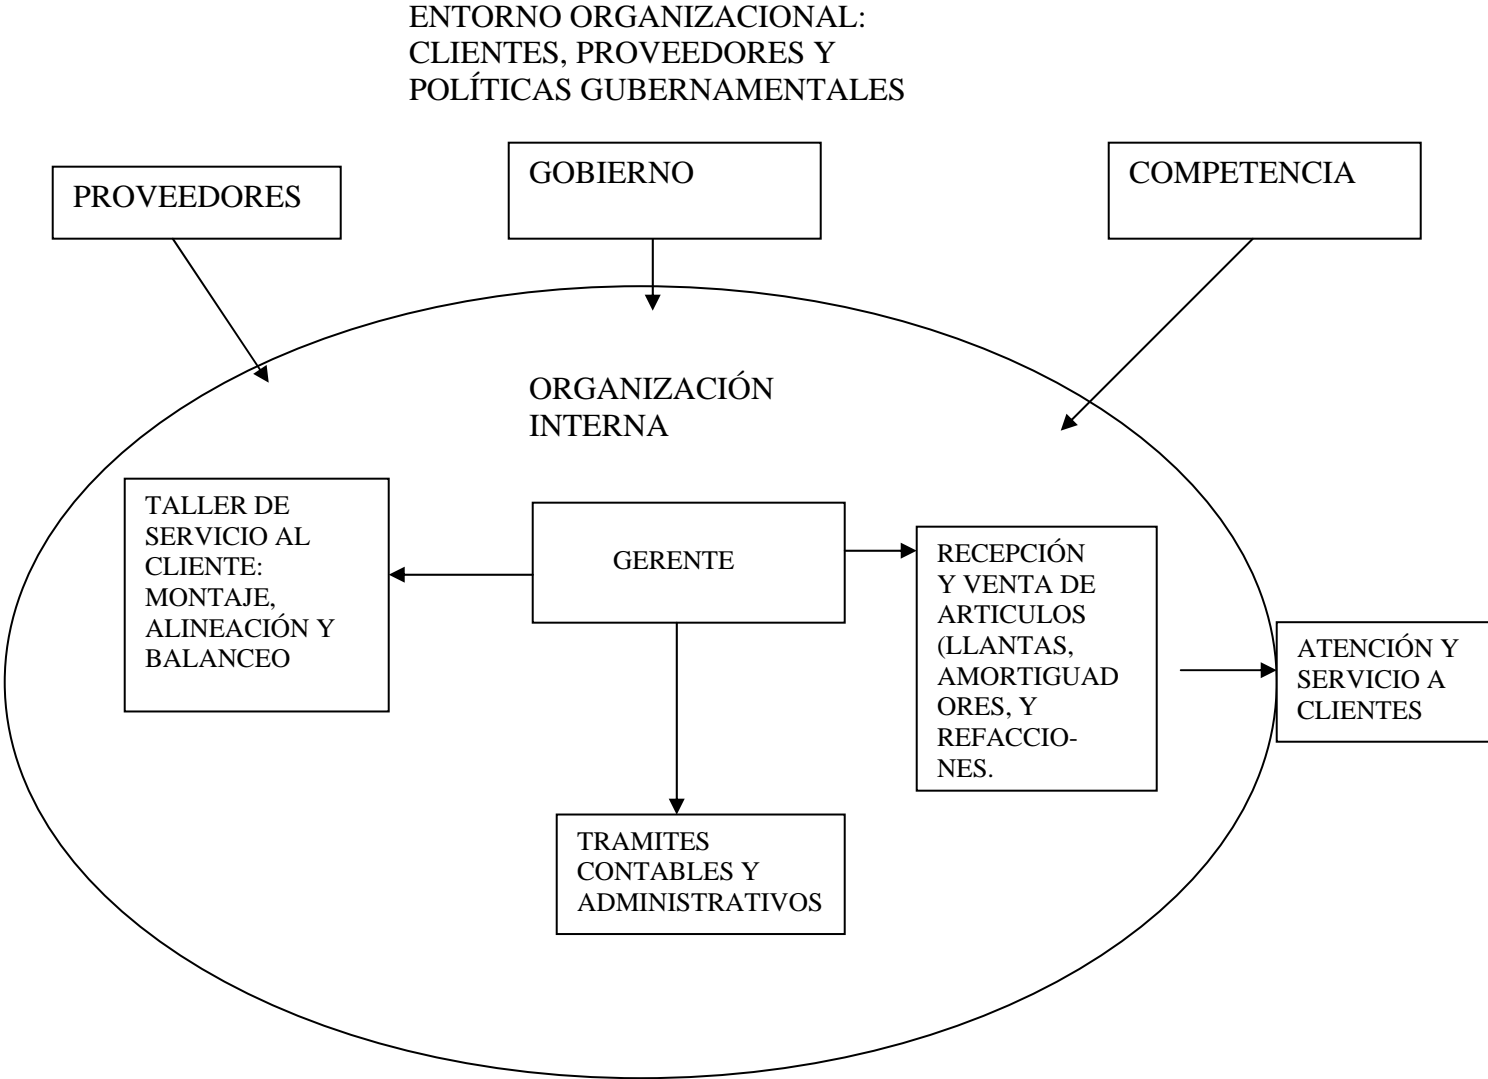 ENTORNO ORGANIZACIONAL:
CLIENTES, PROVEEDORES Y
POLÍTICAS GUBERNAMENTALES
PROVEEDORES
GOBIERNO
COMPETENCIA
ORGANIZACIÓN
INTERNA
TALLER DE
SERVICIO AL
CLIENTE:
MONTAJE,
ALINEACIÓN Y
BALANCEO
GERENTE
RECEPCIÓN
Y VENTA DE
ARTICULOS
(LLANTAS,
AMORTIGUAD
ORES, Y
REFACCIO-
NES.
ATENCIÓN Y
SERVICIO A
CLIENTES
TRAMITES
CONTABLES Y
ADMINISTRATIVOS